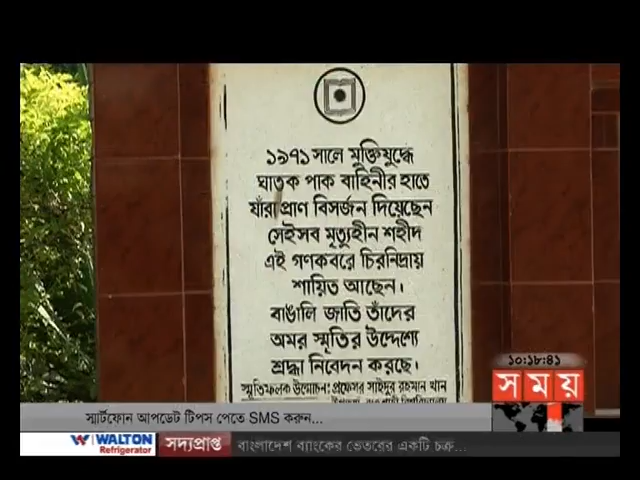 ১৯৭১ সালে মুক্তিযুদ্ধে
ঘাতক পাক বাহিনীর হাতে
যাঁরা প্রাণ বিসর্জন দিয়েছেন
সেইসব মৃত্যুহীন শহীদ
এই গণকবরে চিরনিদ্রায়
শায়িত আছেন।
বাঙালি জাতি তাঁদের
অমর স্মৃতির উদ্দেশ্যে
শ্রদ্ধা নিবেদন করছে।
স্মৃতিফলক উন্মোচন: প্রফেসর সাইদুর রহমান খান
১০:১৮:৪১
সময়
স্মার্টফোন আপডেট টিপস পেতে SMS করুন...
WALTON
Refrigerator
সদ্যপ্রাপ্ত
বাংলাদেশ ব্যাংকের ভেতরের একটি চক্র...